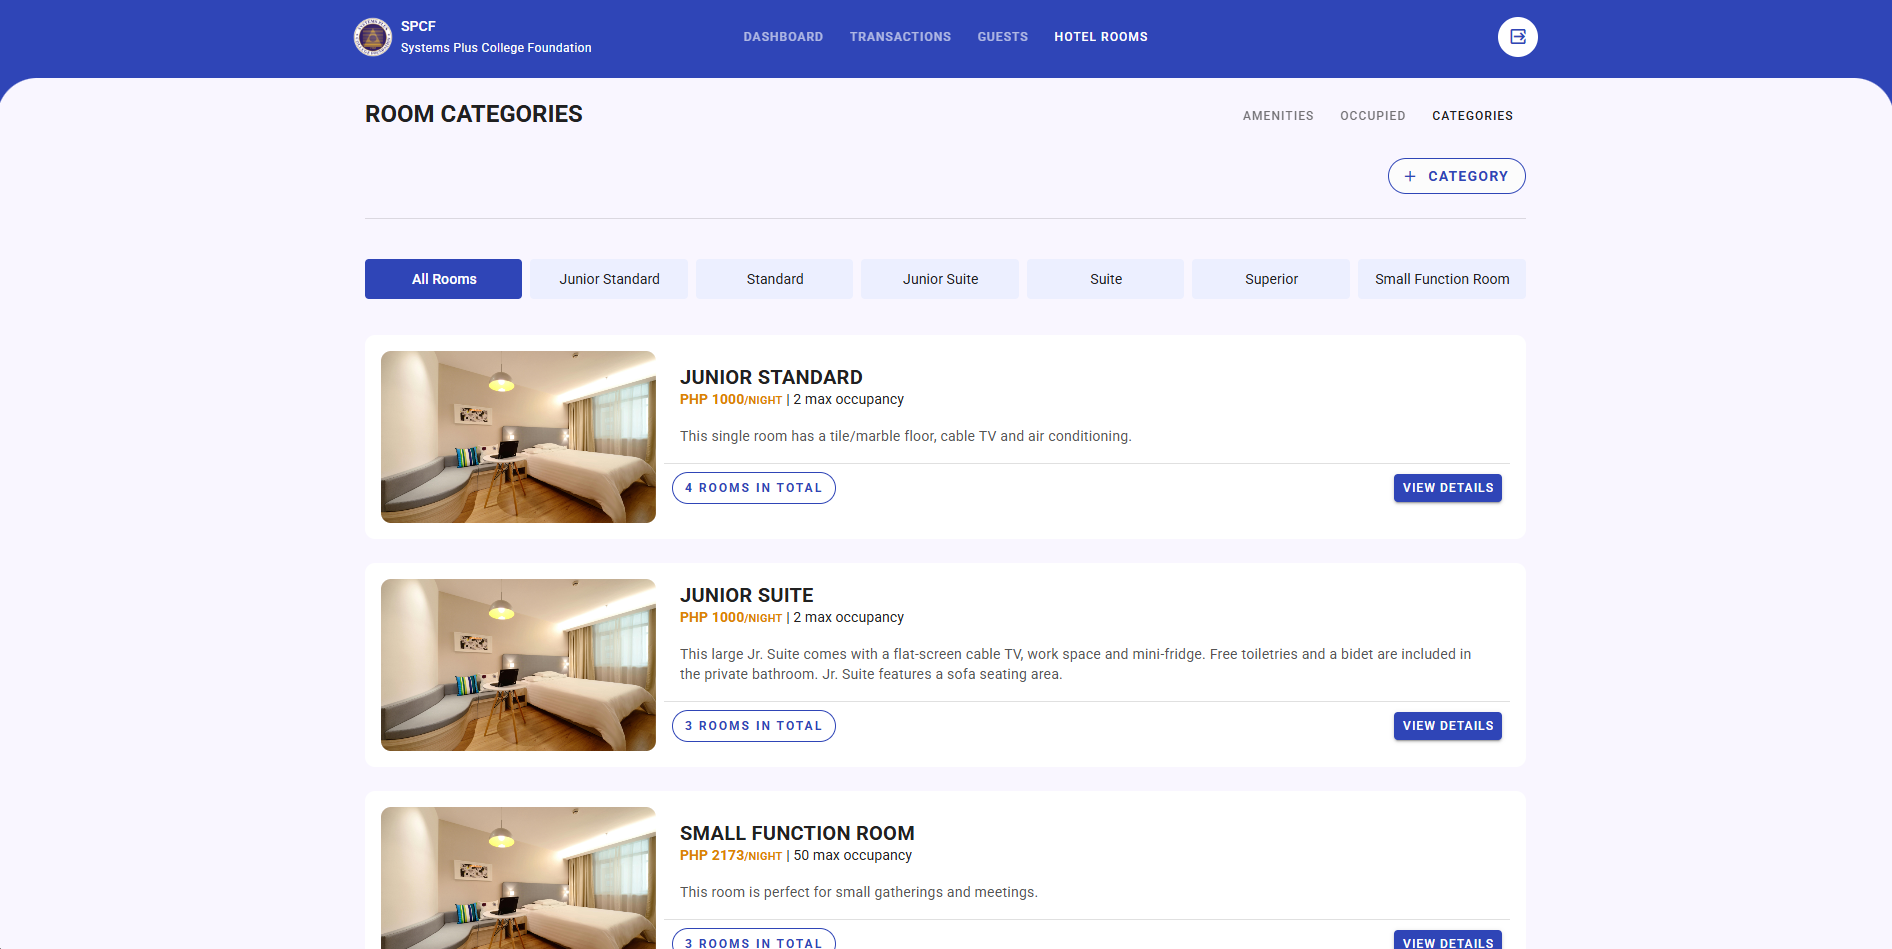 SPCF
Systems Plus College Foundation
DASHBOARD TRANSACTIONS GUESTS HOTEL ROOMS
ROOM CATEGORIES
AMENITIES OCCUPIED CATEGORIES
+ CATEGORY
All Rooms Junior Standard Standard Junior Suite Suite Superior Small Function Room
JUNIOR STANDARD
PHP 1000/NIGHT | 2 max occupancy
This single room has a tile/marble floor, cable TV and air conditioning.
4 ROOMS IN TOTAL VIEW DETAILS
JUNIOR SUITE
PHP 1000/NIGHT | 2 max occupancy
This large Jr. Suite comes with a flat-screen cable TV, work space and mini-fridge. Free toiletries and a bidet are included in
the private bathroom. Jr. Suite features a sofa seating area.
3 ROOMS IN TOTAL VIEW DETAILS
SMALL FUNCTION ROOM
PHP 2173/NIGHT | 50 max occupancy
This room is perfect for small gatherings and meetings.
3 ROOMS IN TOTAL VIEW DETAILS